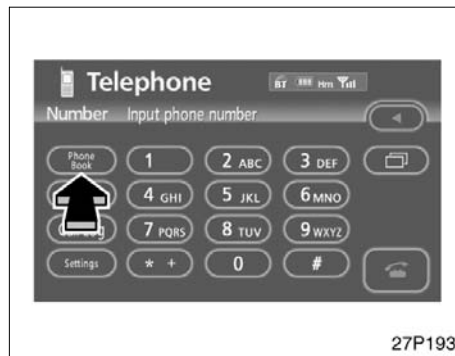 Telephone BT Hm
Number Input phone number
Phone Book 1 2 ABC 3 DEF
4 GHI 5 JKL 6 MNO
7 PQRS 8 TUV 9 WXYZ
Settings * + 0 #
27P193